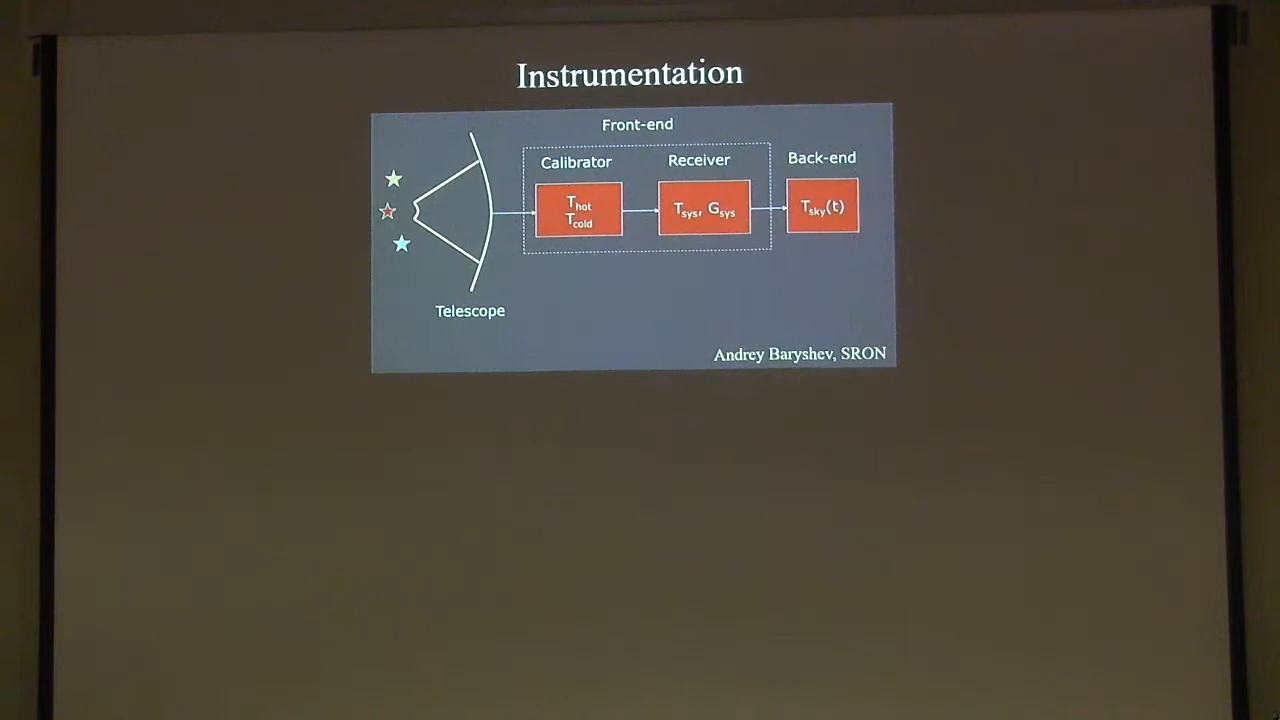 Instrumentation
Front-end
Calibrator
Receiver
Back-end
T_hot
T_cold
T_sys, G_sys
T_sky(t)
Telescope
Andrey Baryshev, SRON